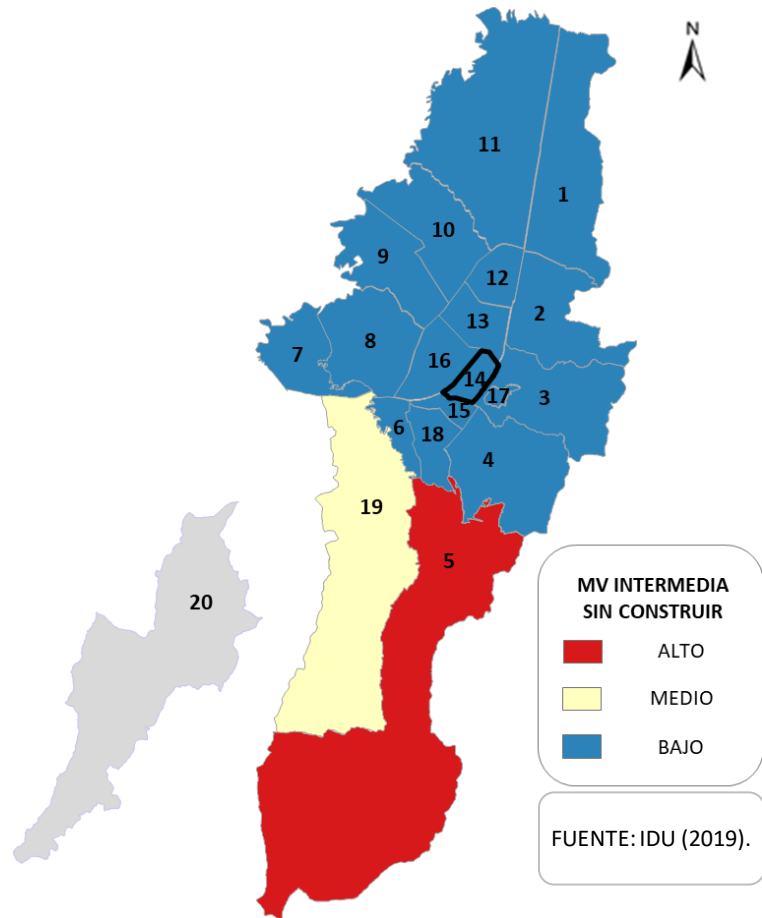 N
11
1
10
9
12
2
13
8
16
7
14
17
3
15
6
18
4
19
5
20
MV INTERMEDIA
SIN CONSTRUIR
ALTO
MEDIO
BAJO
FUENTE: IDU (2019).